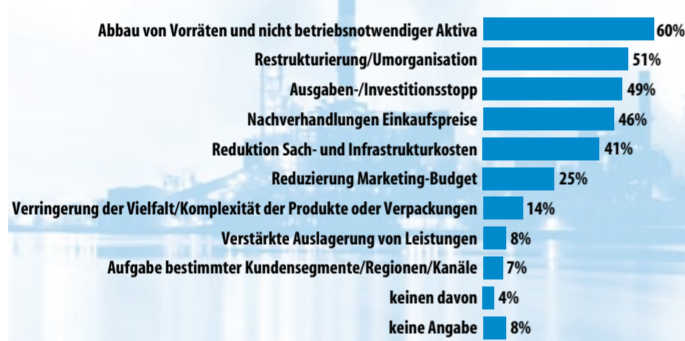 Abbau von Vorräten und nicht betriebsnotwendiger Aktiva 60%
Restrukturierung/Umorganisation 51%
Ausgaben-/Investitionsstopp 49%
Nachverhandlungen Einkaufspreise 46%
Reduktion Sach- und Infrastrukturkosten 41%
Reduzierung Marketing-Budget 25%
Verringerung der Vielfalt/Komplexität der Produkte oder Verpackungen 14%
Verstärkte Auslagerung von Leistungen 8%
Aufgabe bestimmter Kundensegmente/Regionen/Kanäle 7%
keinen davon 4%
keine Angabe 8%